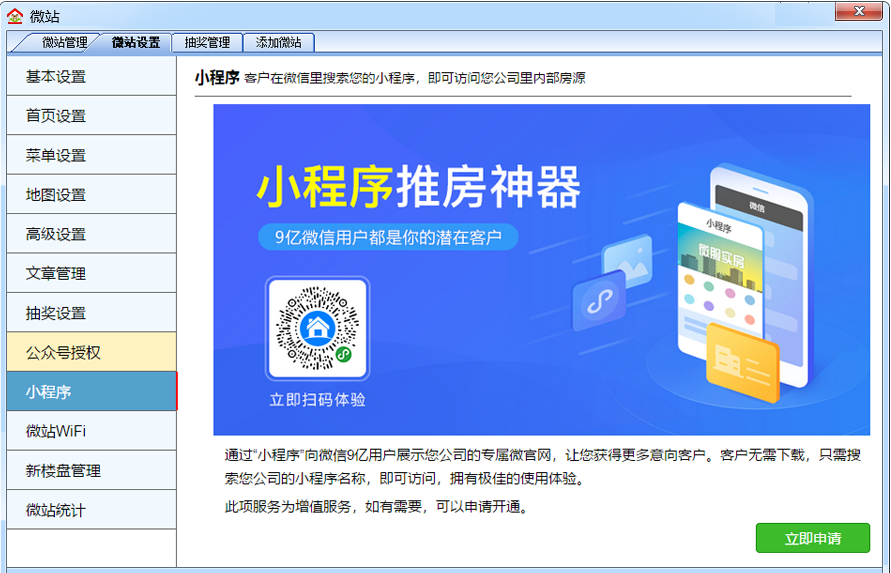 微站
微站管理 微站设置 抽奖管理 添加微站
基本设置
首页设置
菜单设置
地图设置
高级设置
文章管理
抽奖设置
公众号授权
小程序
微站WiFi
新楼盘管理
微站统计
小程序 客户在微信里搜索您的小程序，即可访问您公司里内部房源
小程序推房神器
9亿微信用户都是你的潜在客户
立即扫码体验
微信
小程序
微服买房
通过“小程序”向微信9亿用户展示您公司的专属微官网，让您获得更多意向客户。客户无需下载，只需搜
索您公司的小程序名称，即可访问，拥有极佳的使用体验。
此项服务为增值服务，如有需要，可以申请开通。
立即申请